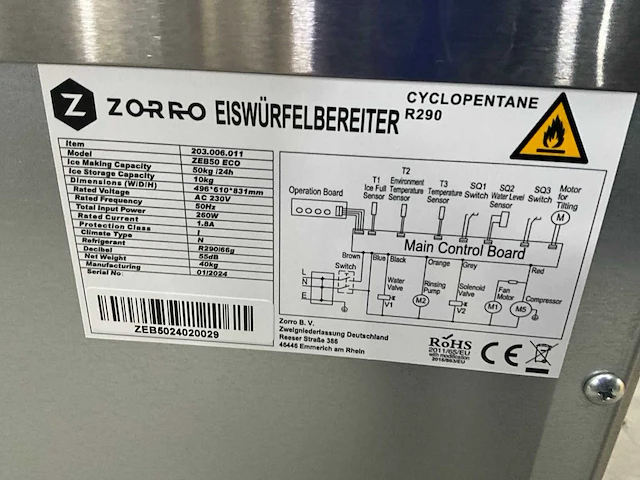 Z ZORRO EISWÜRFELBEREITER CYCLOPENTANE R290
Item 203.006.011
Model ZEB50 ECO
Ice Making Capacity 50kg /24h
Ice Storage Capacity 10kg
Dimensions (W/D/H) 496*610*831mm
Rated Voltage AC 230V
Rated Frequency 50Hz
Total Input Power 260W
Rated Current 1.8A
Protection Class I
Climate Type N
Refrigerant R290/66g
Decibel 55dB
Net Weight 40kg
Manufacturing 01/2024
Serial No
ZEB5024020029
Operation Board
T1 Ice Full Sensor
T2 Environment Temperature Sensor
T3 Temperature Sensor
SQ1 Switch
SQ2 Water Level Sensor
SQ3 Switch
Motor for Tilting
M
Main Control Board
Brown
Blue
Black
Orange
Grey
Red
Switch
L
N
E
Water Valve
V1
Rinsing Pump
M2
Solenoid Valve
V2
Fan Motor
M1
Compressor
M5
Zorro B. V.
Zweigniederlassung Deutschland
Reeser Straße 386
46446 Emmerich am Rhein
RoHS
2011/65/EU
with modification
2015/863/EU
CE